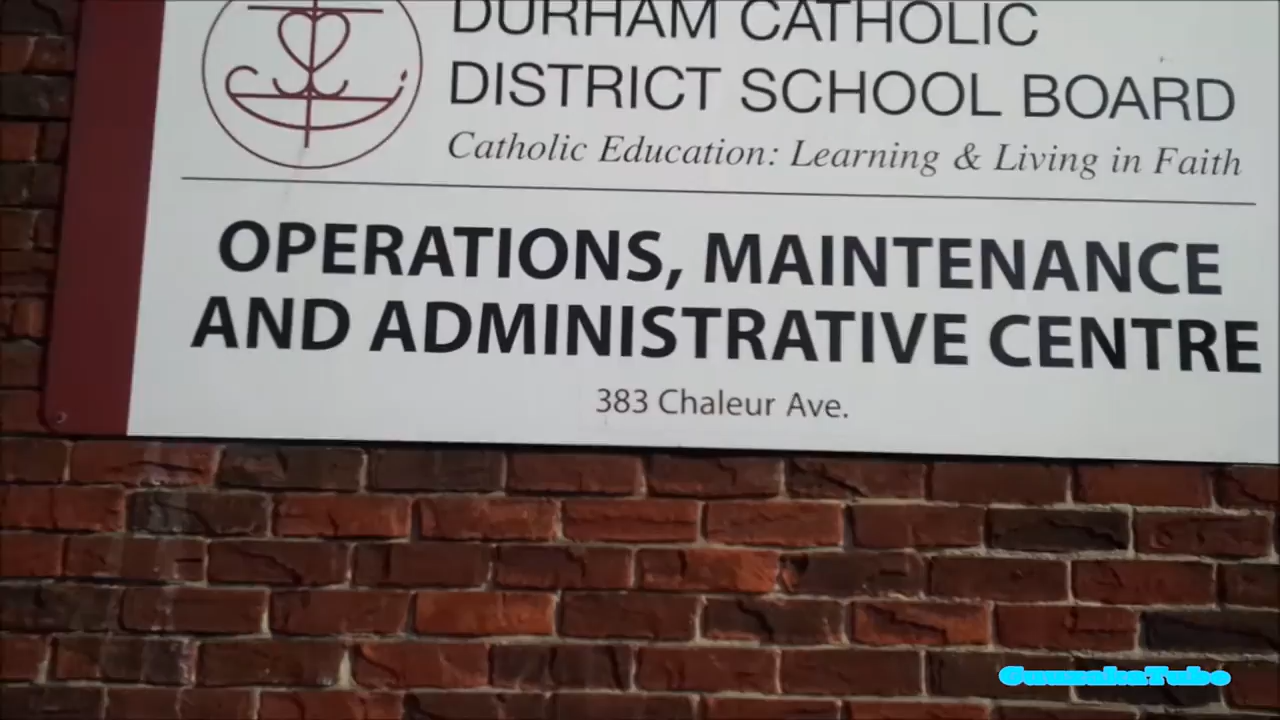 DURHAM CATHOLIC
DISTRICT SCHOOL BOARD
Catholic Education: Learning & Living in Faith
OPERATIONS, MAINTENANCE
AND ADMINISTRATIVE CENTRE
383 Chaleur Ave.